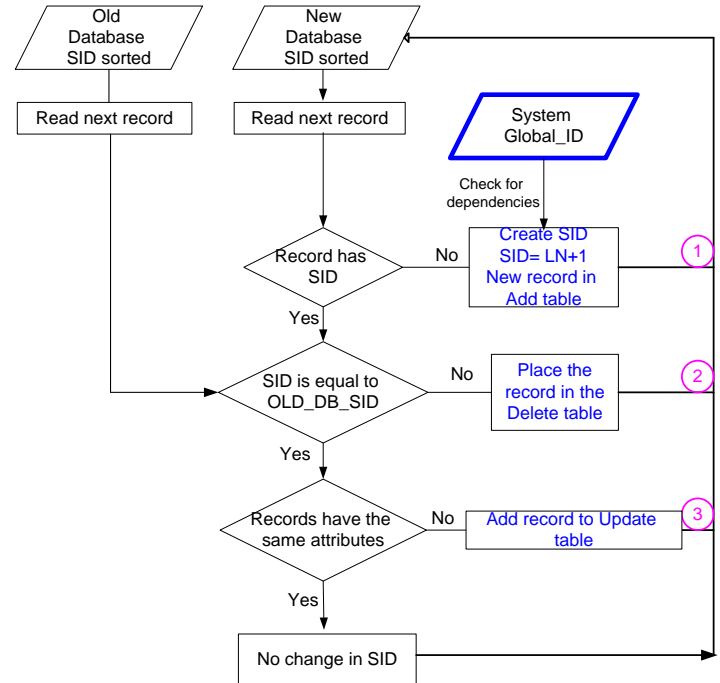 Old
Database
SID sorted
New
Database
SID sorted
Read next record
Read next record
System
Global_ID
Check for
dependencies
Record has
SID
No
Create SID
SID= LN+1
New record in
Add table
1
Yes
SID is equal to
OLD_DB_SID
No
Place the
record in the
Delete table
2
Yes
Records have the
same attributes
No
Add record to Update
table
3
Yes
No change in SID